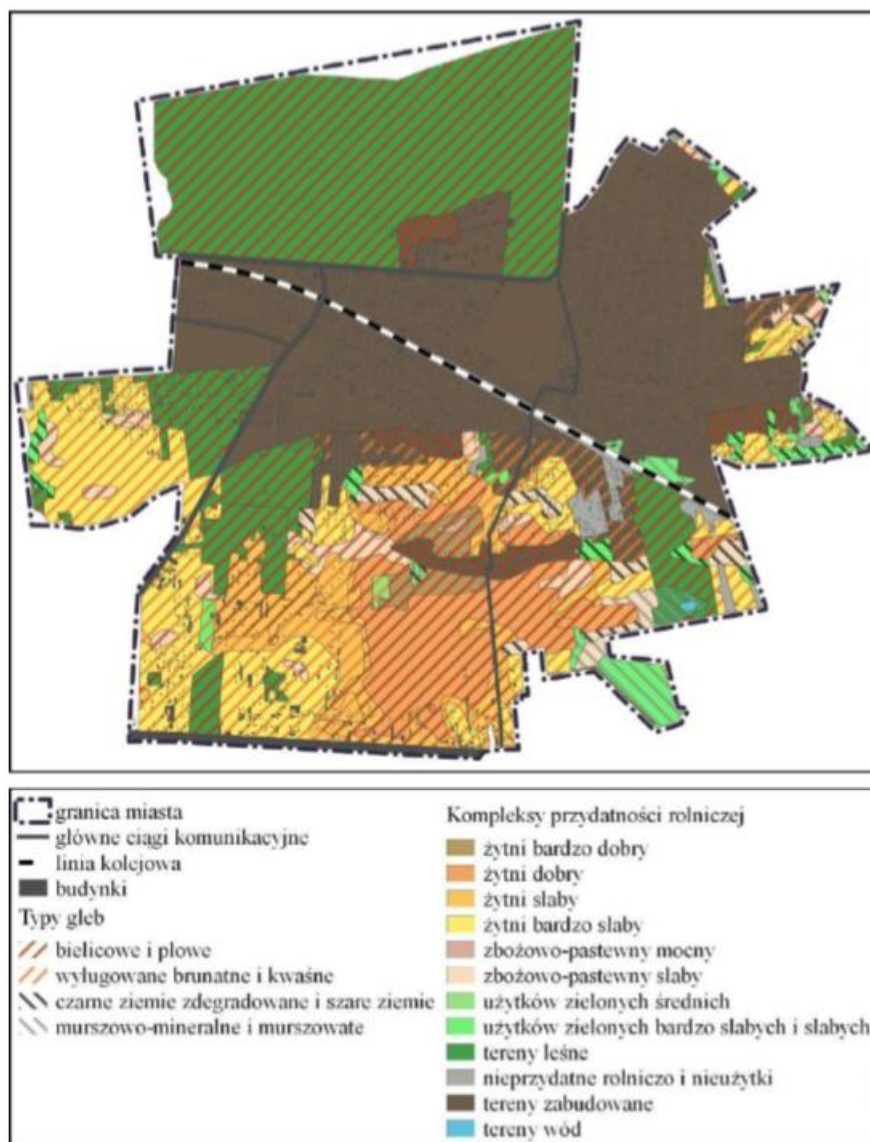 granica miasta
główne ciągi komunikacyjne
linia kolejowa
budynki
Typy gleb
bielicowe i płowe
wyługowane brunatne i kwaśne
czarne ziemie zdegradowane i szare ziemie
murszowo-mineralne i murszowate
Kompleksy przydatności rolniczej
żytni bardzo dobry
żytni dobry
żytni słaby
żytni bardzo słaby
zbożowo-pastewny mocny
zbożowo-pastewny słaby
użytków zielonych średnich
użytków zielonych bardzo słabych i słabych
tereny leśne
nieprzydatne rolniczo i nieużytki
tereny zabudowane
tereny wód